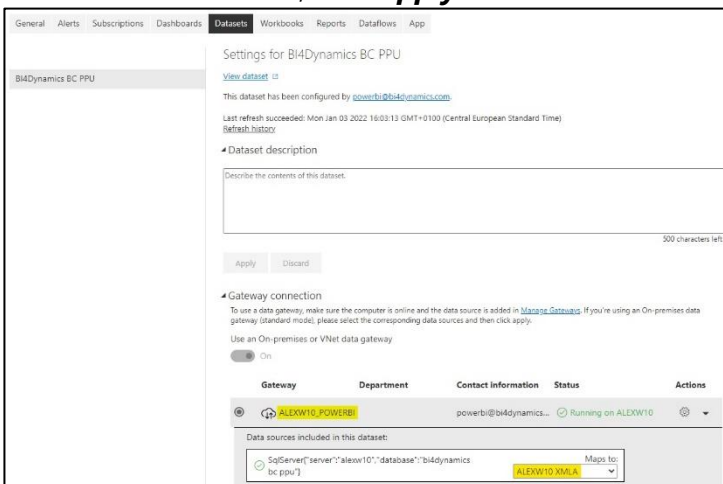 General Alerts Subscriptions Dashboards Datasets Workbooks Reports Dataflows App
Settings for BI4Dynamics BC PPU
BI4Dynamics BC PPU
View dataset
This dataset has been configured by powerbi@bi4dynamics.com.
Last refresh succeeded: Mon Jan 03 2022 16:03:13 GMT+0100 (Central European Standard Time)
Refresh history
Dataset description
Describe the contents of this dataset.
500 characters left
Apply Discard
Gateway connection
To use a data gateway, make sure the computer is online and the data source is added in Manage Gateways. If you're using an On-premises data
gateway (standard mode), please select the corresponding data sources and then click apply.
Use an On-premises or VNet data gateway
On
Gateway Department Contact information Status Actions
ALEXW10_POWERBI powerbi@bi4dynamics... Running on ALEXW10
Data sources included in this dataset:
SqlServer{"server":"alexw10","database":"bi4dynamics
bc ppu"}
Maps to:
ALEXW10 XMLA